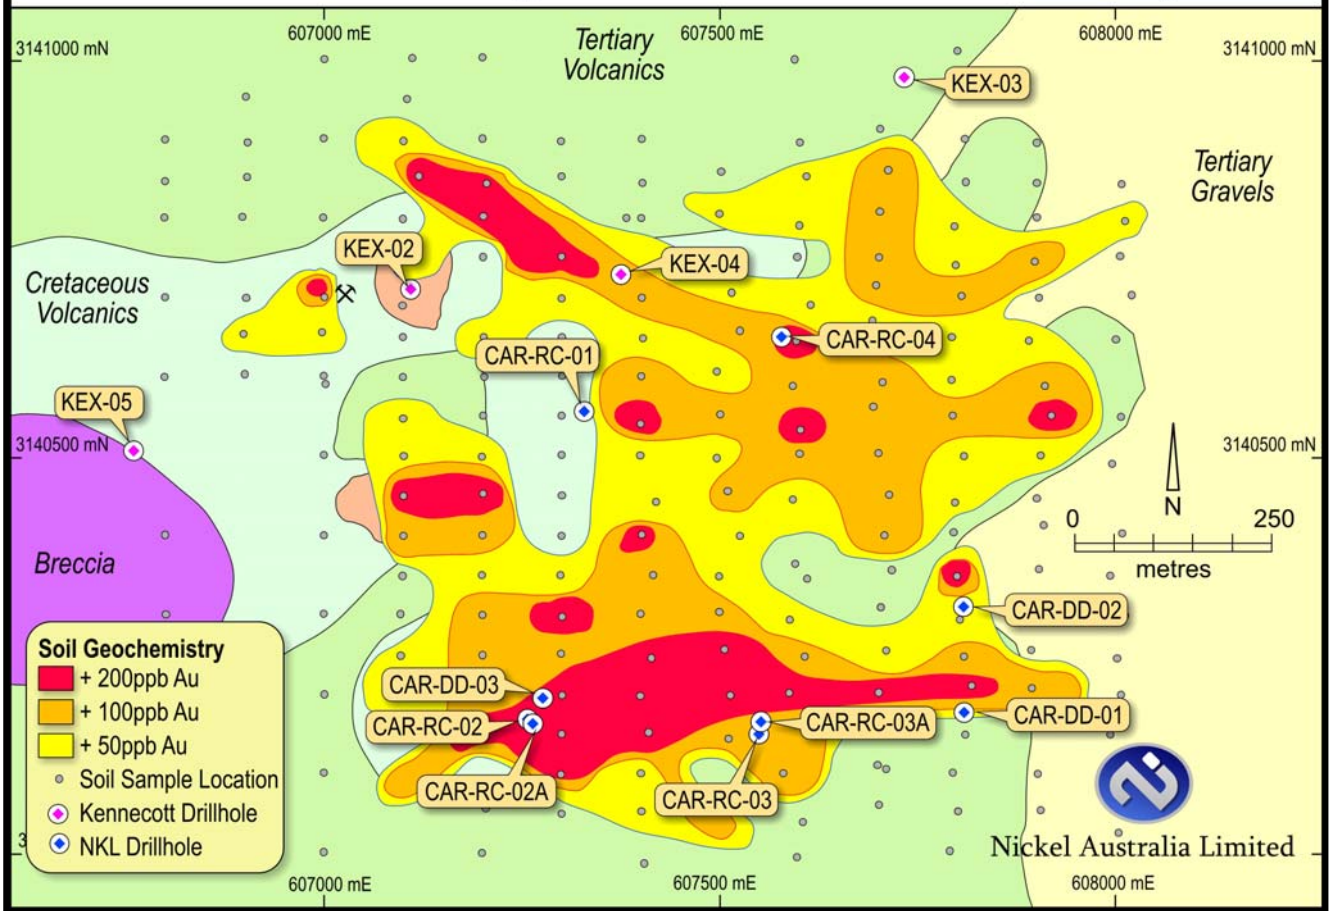 607000 mE
607500 mE
608000 mE
3141000 mN
3141000 mN
Tertiary
Volcanics
KEX-03
Tertiary
Gravels
KEX-02
KEX-04
Cretaceous
Volcanics
CAR-RC-04
CAR-RC-01
KEX-05
3140500 mN
3140500 mN
N
0 250
metres
Breccia
CAR-DD-02
Soil Geochemistry
+ 200ppb Au
+ 100ppb Au
+ 50ppb Au
Soil Sample Location
Kennecott Drillhole
NKL Drillhole
CAR-DD-03
CAR-RC-02
CAR-RC-03A
CAR-DD-01
CAR-RC-02A
CAR-RC-03
Nickel Australia Limited
3
607000 mE
607500 mE
608000 mE